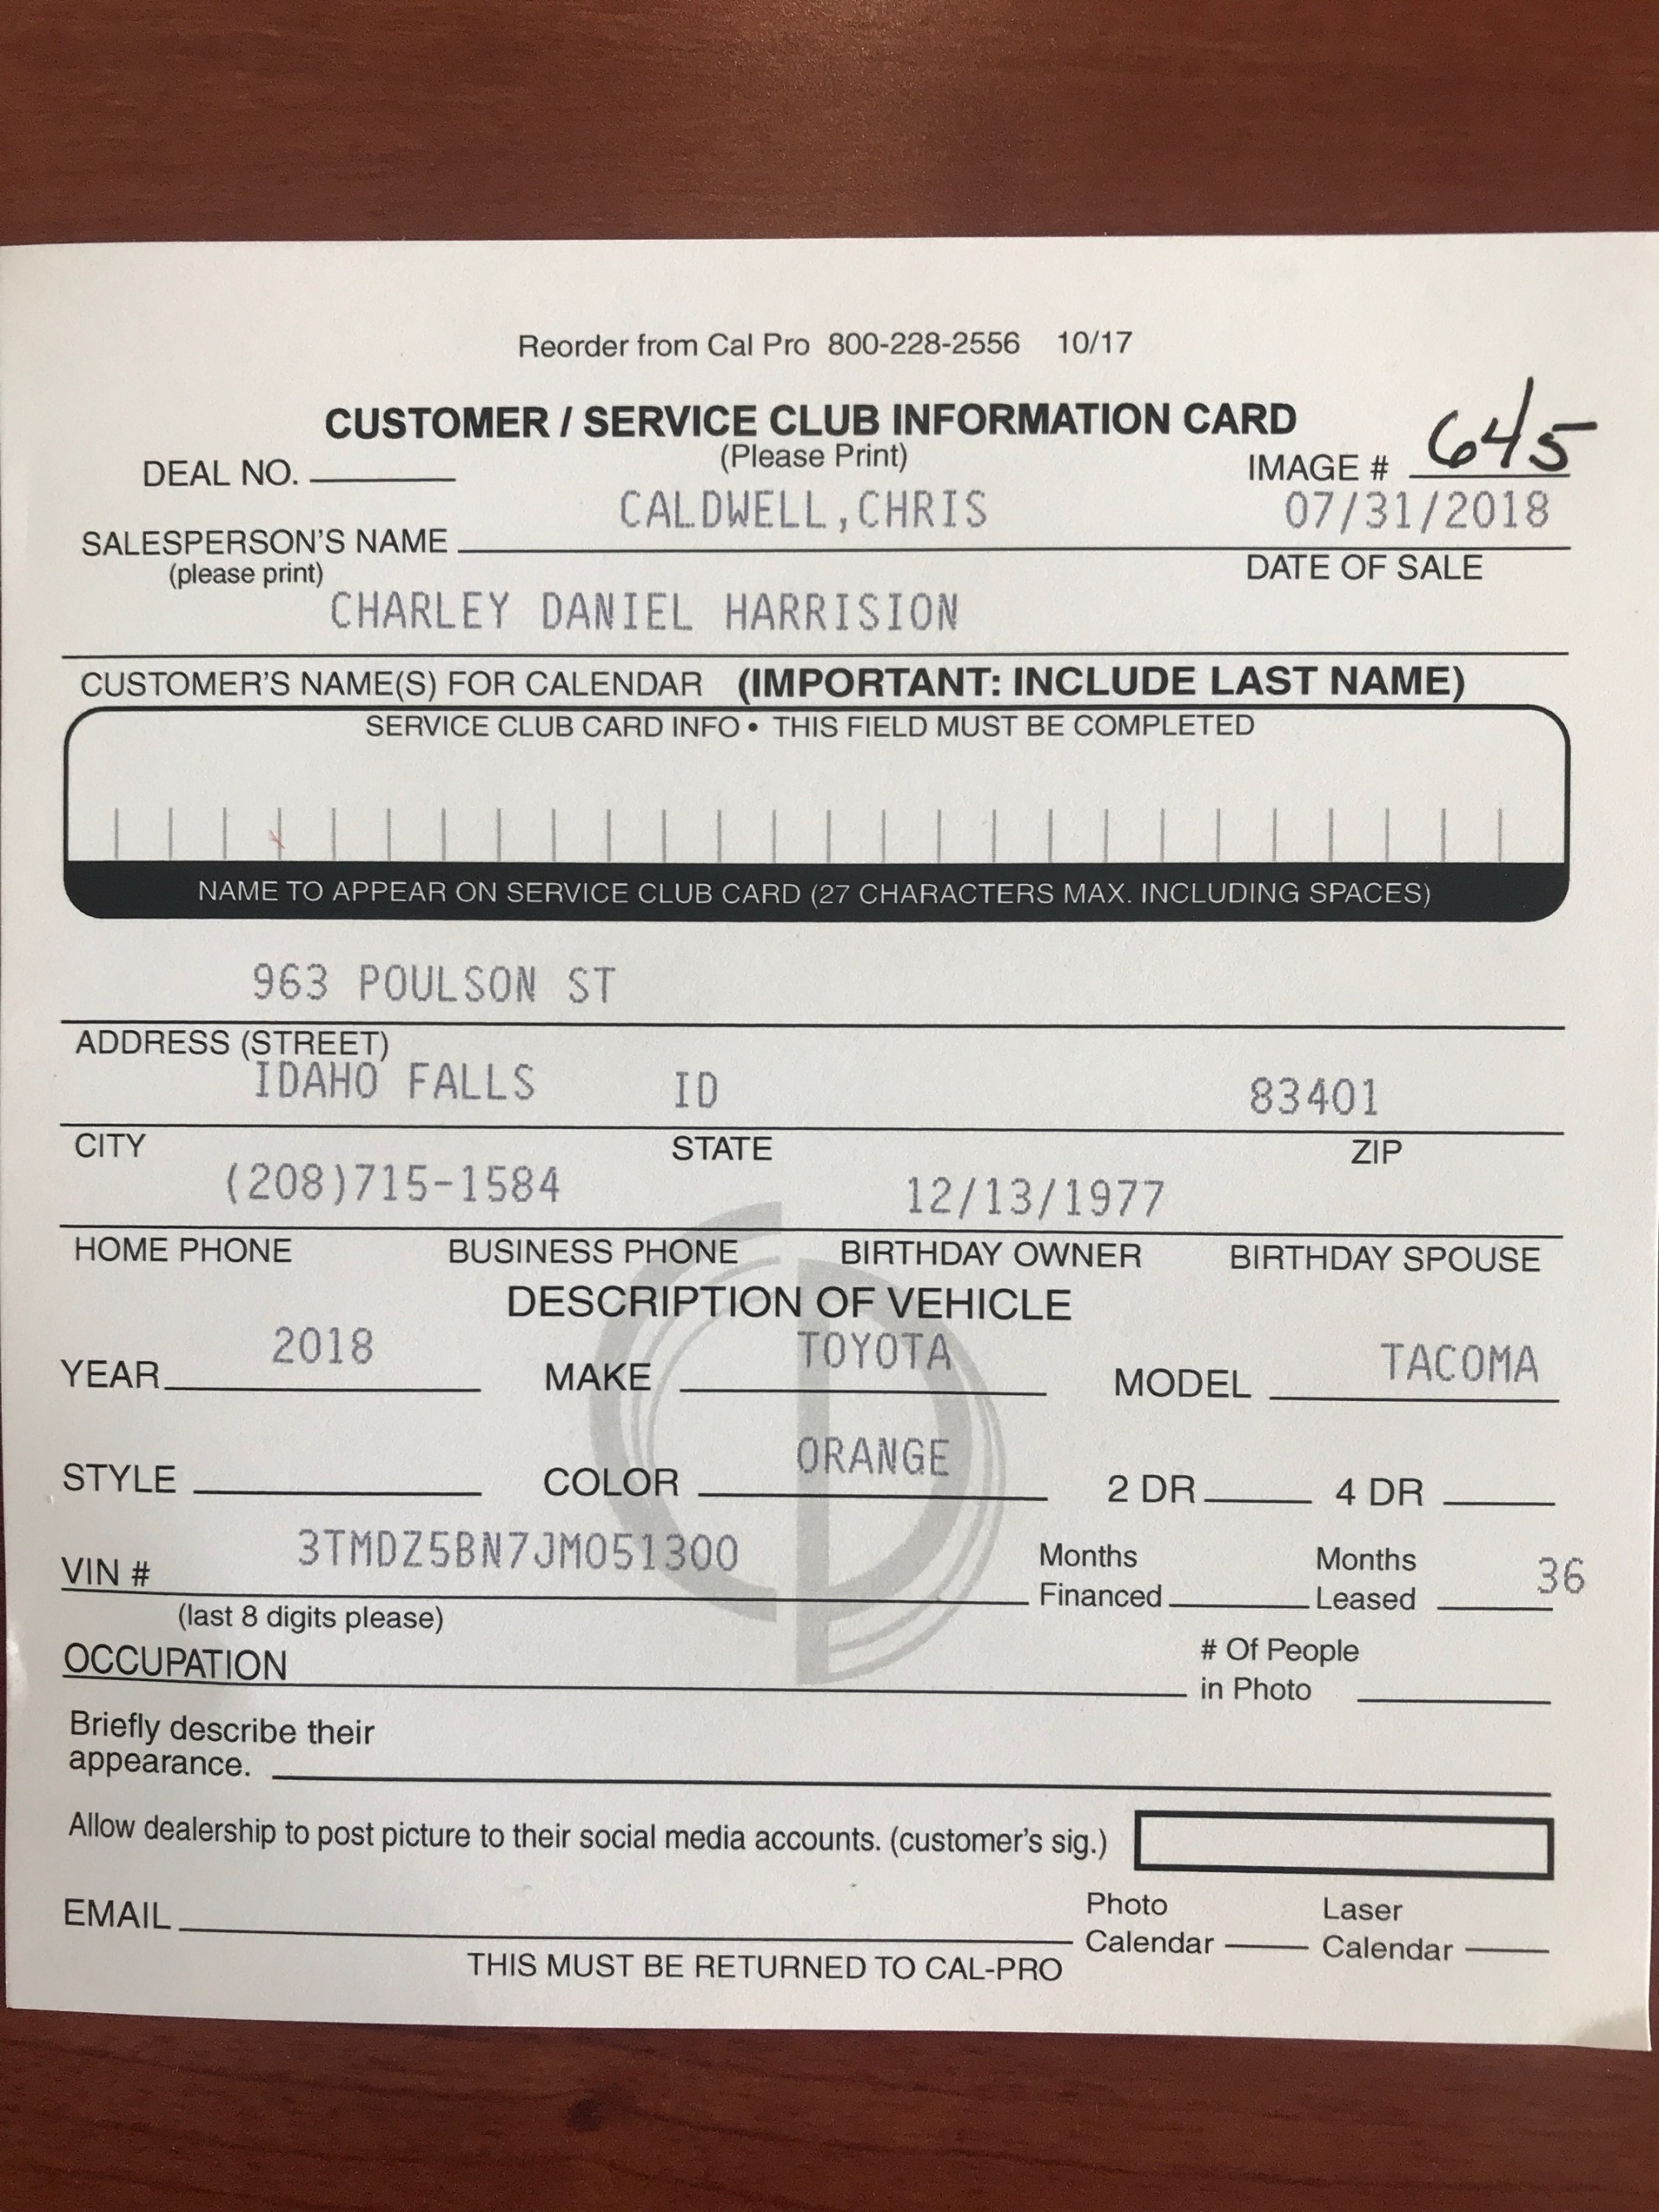 Reorder from Cal Pro 800-228-2556 10/17
CUSTOMER / SERVICE CLUB INFORMATION CARD
(Please Print)
DEAL NO. IMAGE # 645
CALDWELL,CHRIS 07/31/2018
SALESPERSON'S NAME
(please print) DATE OF SALE
CHARLEY DANIEL HARRISION
CUSTOMER'S NAME(S) FOR CALENDAR (IMPORTANT: INCLUDE LAST NAME)
SERVICE CLUB CARD INFO • THIS FIELD MUST BE COMPLETED
NAME TO APPEAR ON SERVICE CLUB CARD (27 CHARACTERS MAX. INCLUDING SPACES)
963 POULSON ST
ADDRESS (STREET)
IDAHO FALLS ID 83401
CITY STATE ZIP
(208)715-1584 12/13/1977
HOME PHONE BUSINESS PHONE BIRTHDAY OWNER BIRTHDAY SPOUSE
DESCRIPTION OF VEHICLE
2018 TOYOTA TACOMA
YEAR MAKE MODEL
ORANGE
STYLE COLOR 2 DR 4 DR
3TMDZ5BN7JM051300 Months Months 36
VIN # Financed Leased
(last 8 digits please)
OCCUPATION # Of People
in Photo
Briefly describe their
appearance.
Allow dealership to post picture to their social media accounts. (customer's sig.)
EMAIL Photo Laser
Calendar Calendar
THIS MUST BE RETURNED TO CAL-PRO